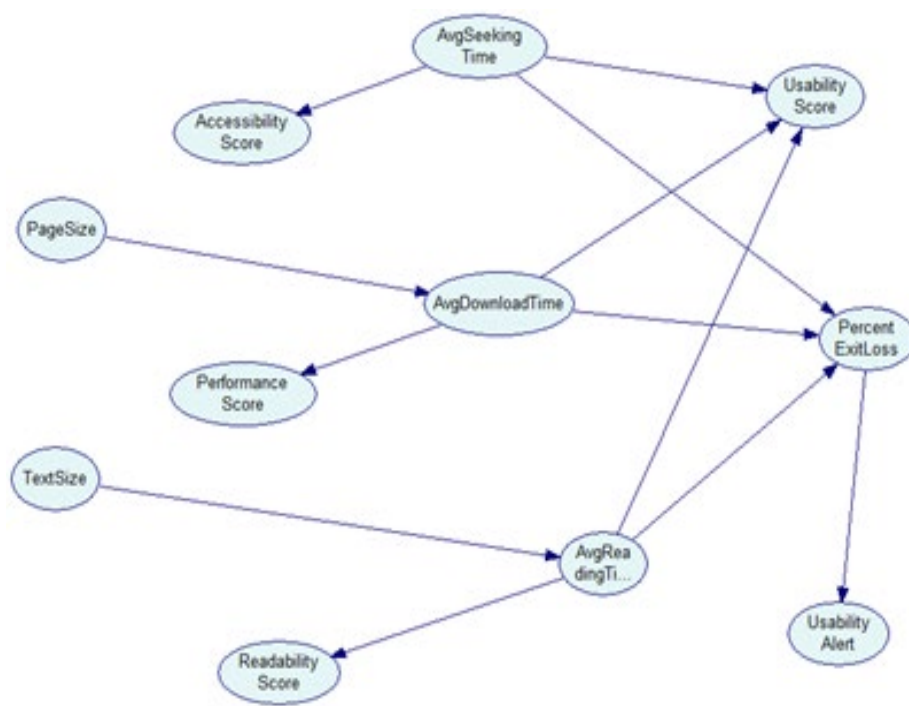 AvgSeeking
Time
Usability
Score
Accessibility
Score
PageSize
AvgDownloadTime
Percent
ExitLoss
Performance
Score
TextSize
AvgRea
dingTi...
Usability
Alert
Readability
Score